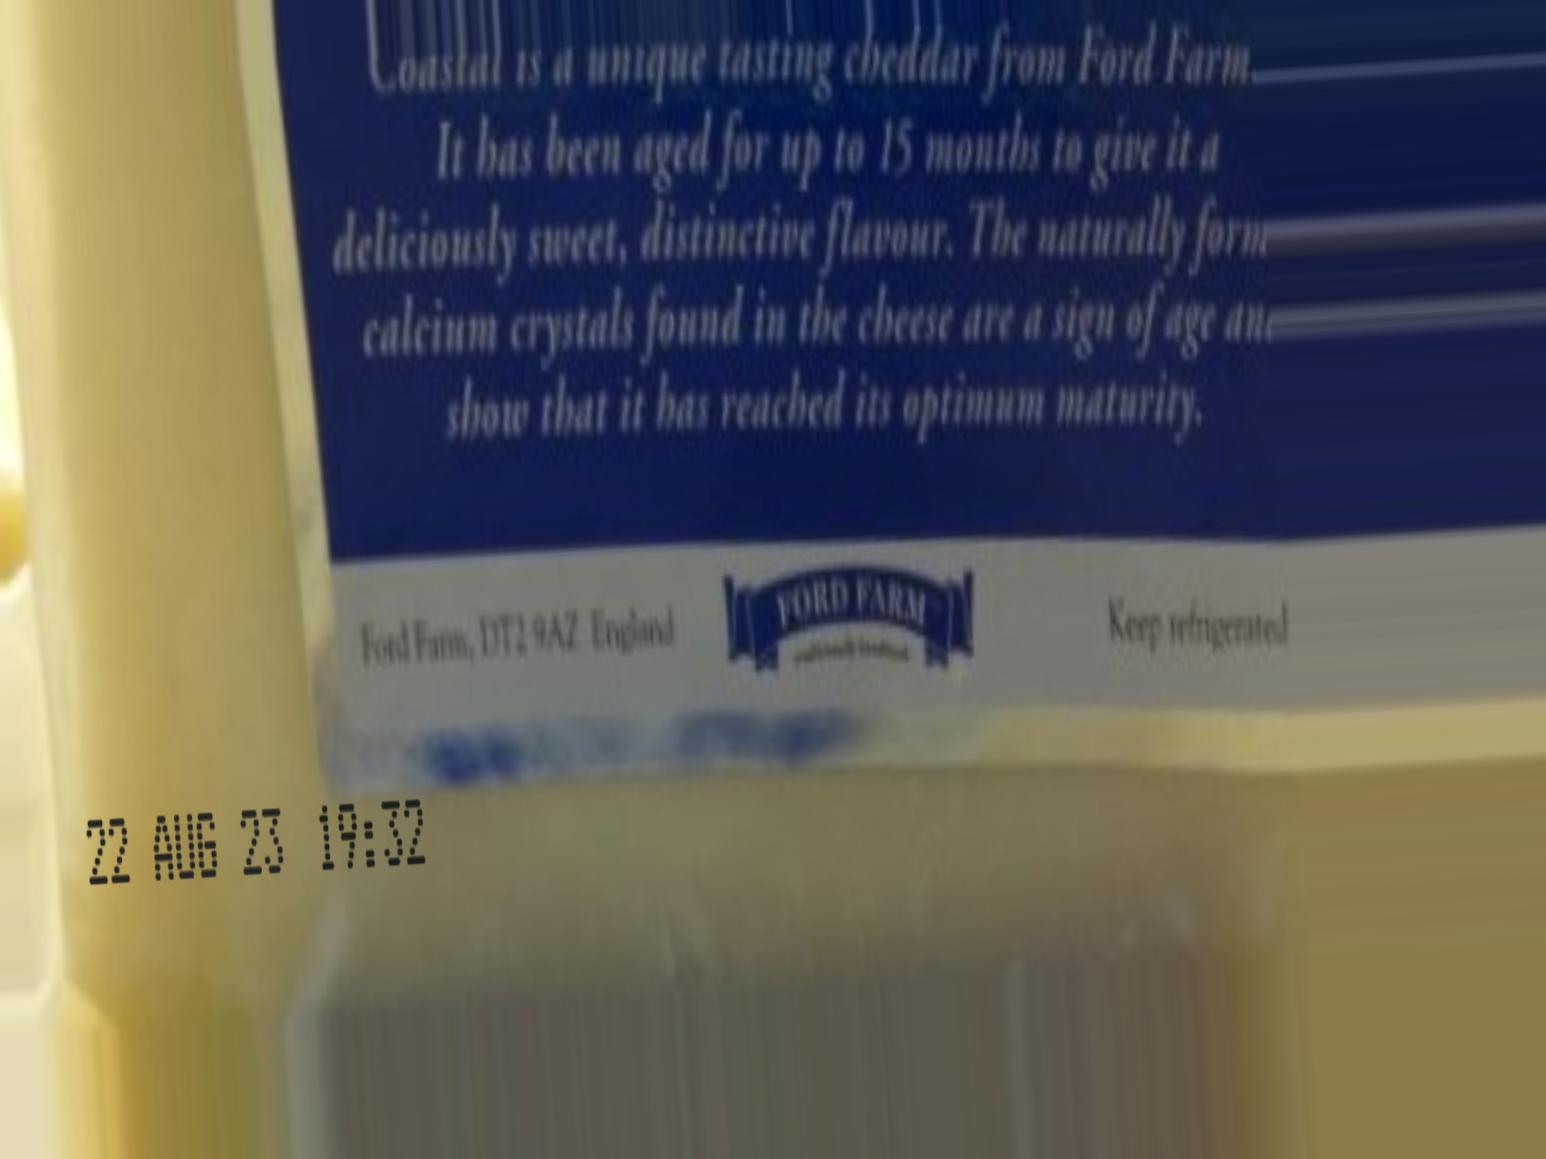 Coastal is a unique tasting cheddar from Ford Farm.
It has been aged for up to 15 months to give it a
deliciously sweet, distinctive flavour. The naturally form
calcium crystals found in the cheese are a sign of age an
show that it has reached its optimum maturity.
Ford Farm, DT2 9AZ England
FORD FARM
Keep refrigerated
22 AUG 23 19:32